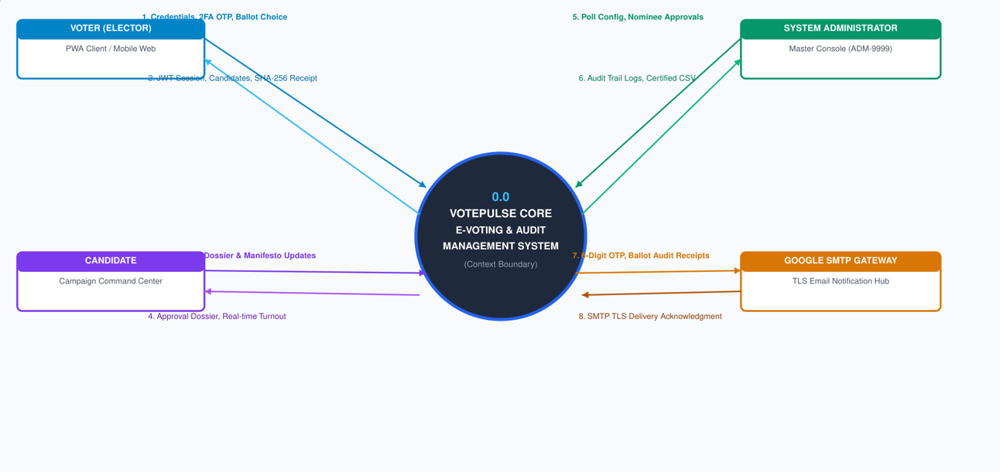 1. Credentials, 2FA OTP, Ballot Choice
VOTER (ELECTOR)
PWA Client / Mobile Web
2. JWT Session, Candidates, SHA-256 Receipt
5. Poll Config, Nominee Approvals
SYSTEM ADMINISTRATOR
Master Console (ADM-9999)
6. Audit Trail Logs, Certified CSV
0.0
VOTEPULSE CORE
E-VOTING & AUDIT
MANAGEMENT SYSTEM
(Context Boundary)
Dossier & Manifesto Updates
CANDIDATE
Campaign Command Center
4. Approval Dossier, Real-time Turnout
7. 6-Digit OTP, Ballot Audit Receipts
GOOGLE SMTP GATEWAY
TLS Email Notification Hub
8. SMTP TLS Delivery Acknowledgment